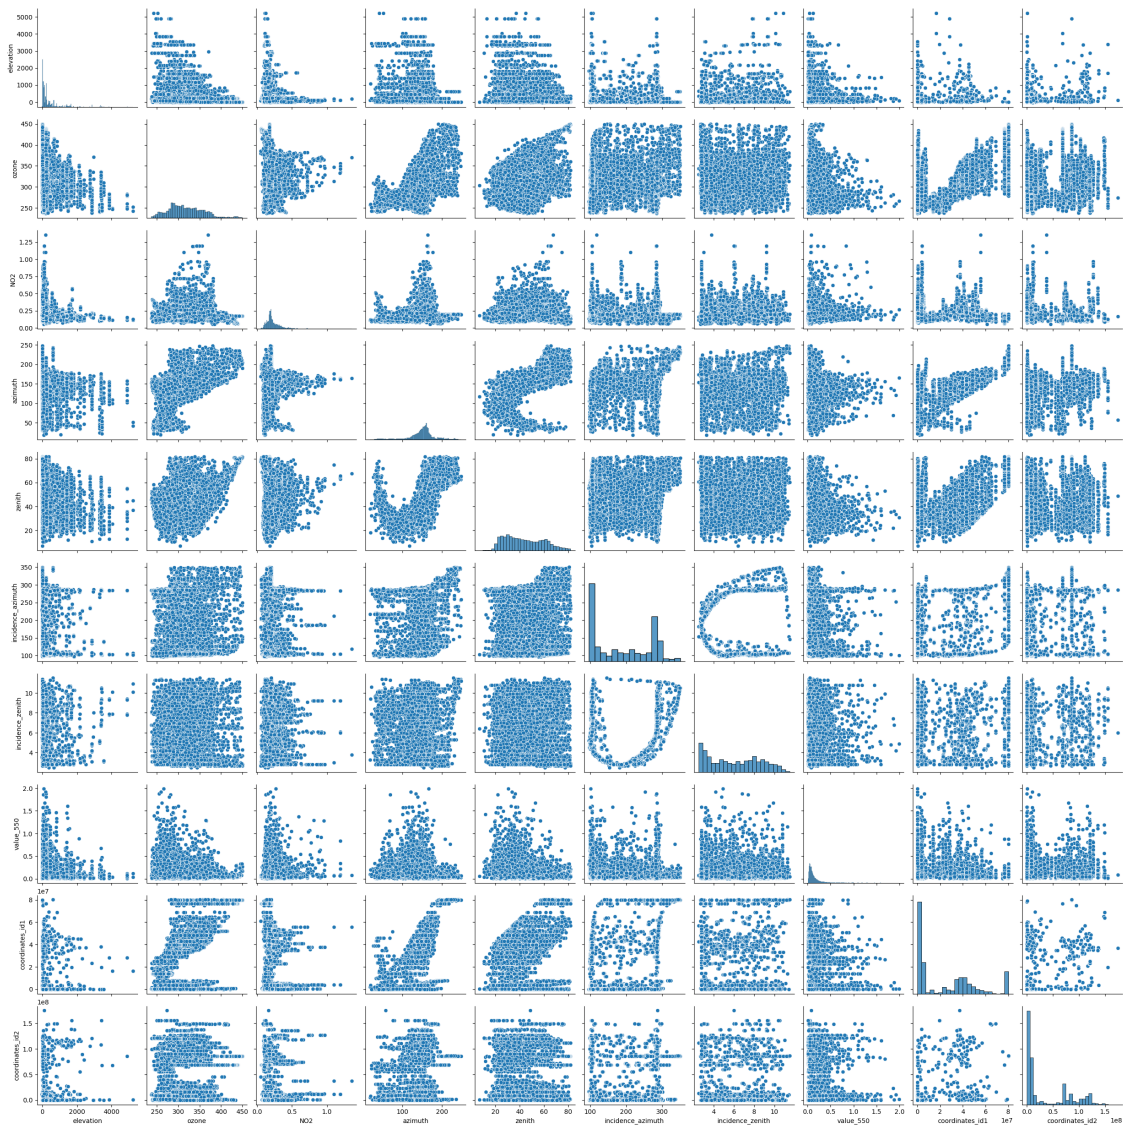 5000
4000
3000
2000
1000
0
elevation
450
400
350
300
250
ozone
1.25
1.00
0.75
0.50
0.25
0.00
NO2
250
200
150
100
50
azimuth
80
60
40
20
zenith
350
300
250
200
150
100
incidence_azimuth
10
8
6
4
incidence_zenith
2.0
1.5
1.0
0.5
0.0
value_550
1e7
8
6
4
2
0
coordinates_id1
1e8
1.5
1.0
0.5
0.0
coordinates_id2
0 2000 4000
250 300 350 400 450
0.0 0.5 1.0
100 200
20 40 60 80
100 200 300
4 6 8 10
0.0 0.5 1.0 1.5 2.0
0 2 4 6 8
1e7
0.0 0.5 1.0 1.5
1e8
elevation ozone NO2 azimuth zenith incidence_azimuth incidence_zenith value_550 coordinates_id1 coordinates_id2